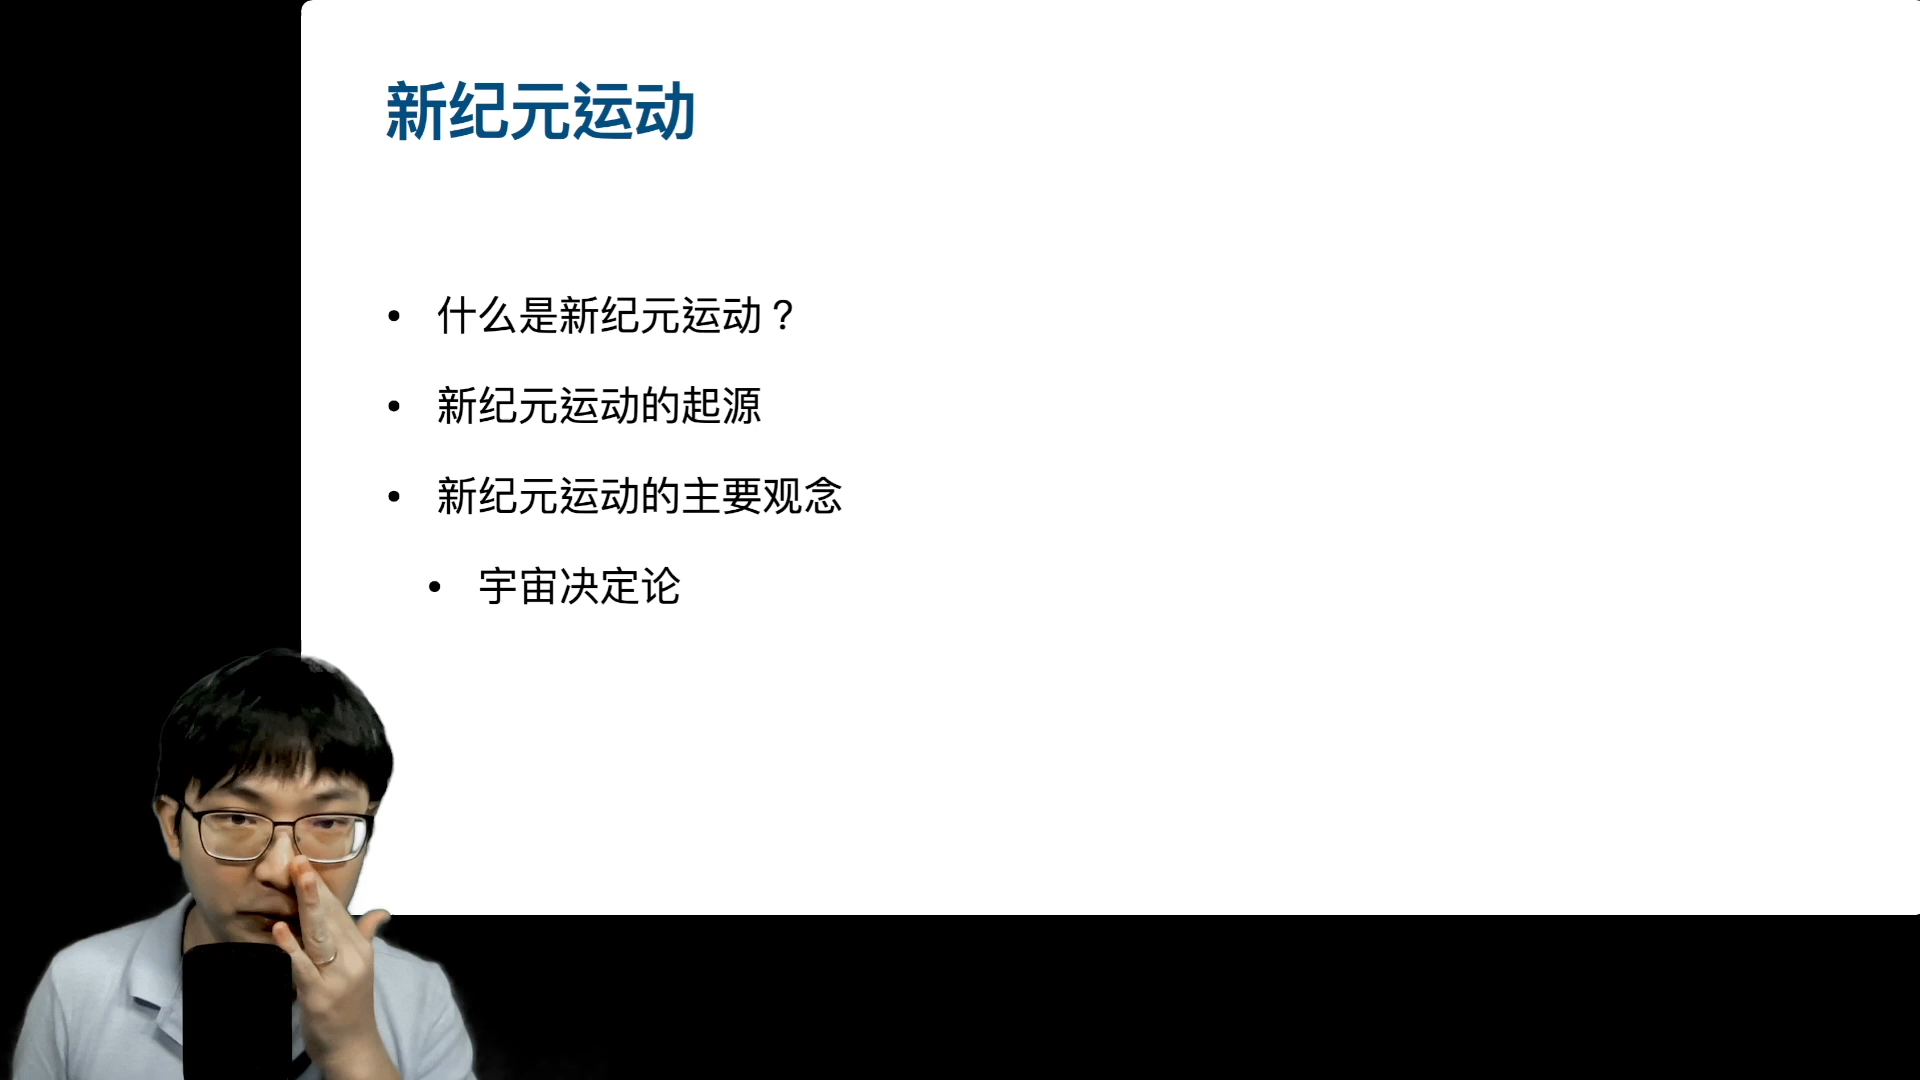 新纪元运动
• 什么是新纪元运动？
• 新纪元运动的起源
• 新纪元运动的主要观念
• 宇宙决定论